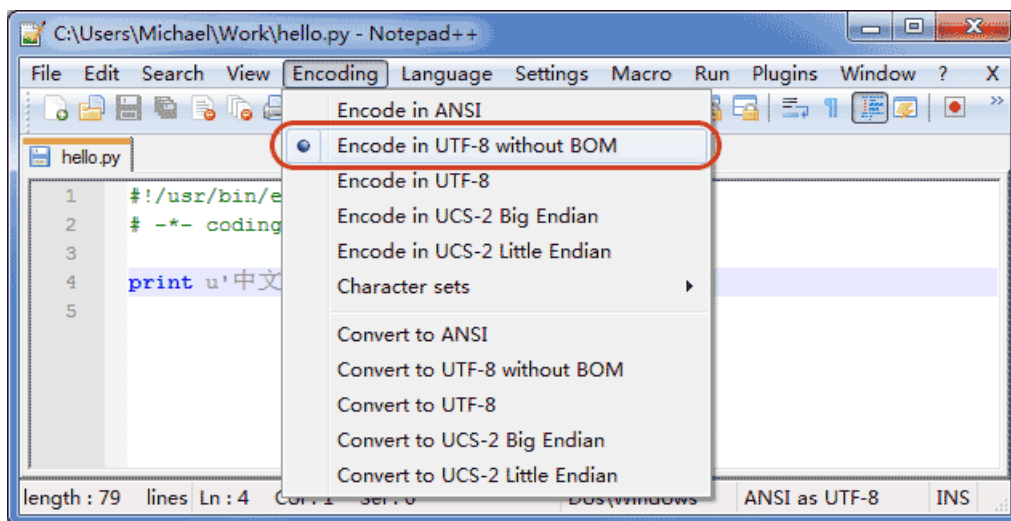 C:\Users\Michael\Work\hello.py - Notepad++
File Edit Search View Encoding Language Settings Macro Run Plugins Window ? X
Encode in ANSI
hello.py
Encode in UTF-8 without BOM
Encode in UTF-8
1 #!/usr/bin/e
Encode in UCS-2 Big Endian
2 # -*- coding
Encode in UCS-2 Little Endian
3
4 print u'中文
Character sets
5
Convert to ANSI
Convert to UTF-8 without BOM
Convert to UTF-8
Convert to UCS-2 Big Endian
Convert to UCS-2 Little Endian
length : 79 lines Ln : 4 Dos\Windows ANSI as UTF-8 INS